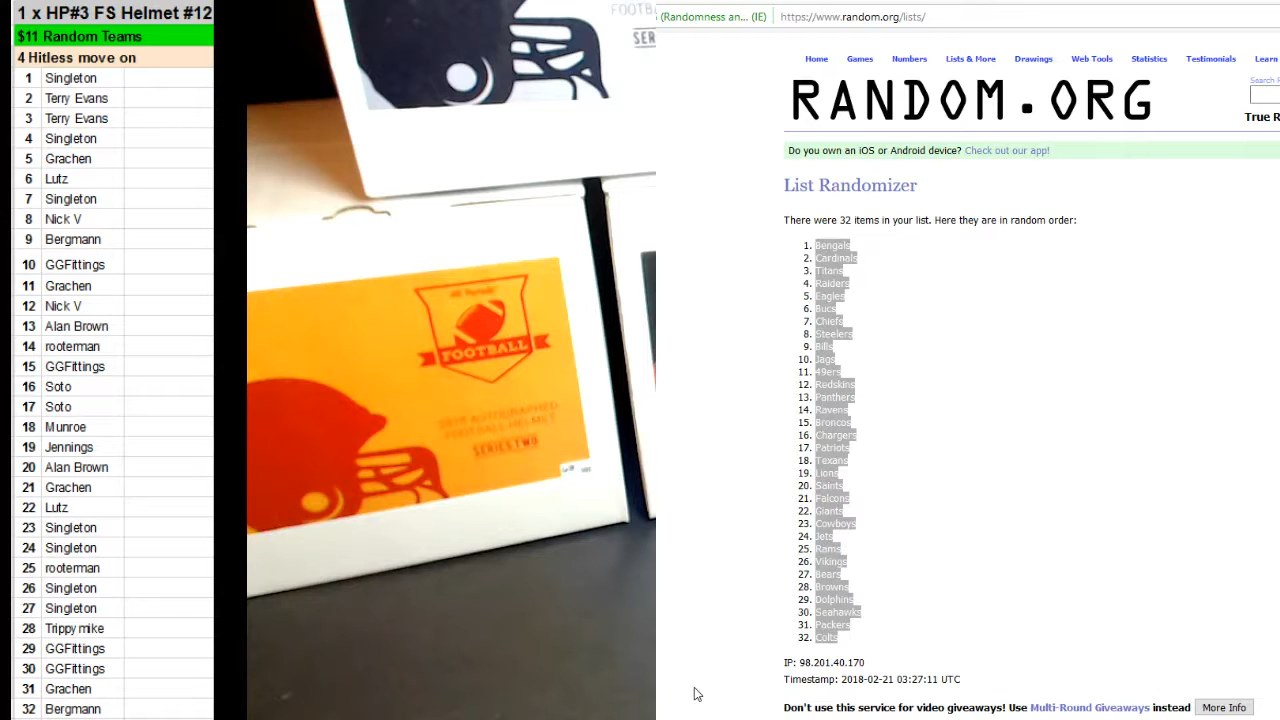 1 x HP#3 FS Helmet #12
$11 Random Teams
4 Hitless move on
1 Singleton
2 Terry Evans
3 Terry Evans
4 Singleton
5 Grachen
6 Lutz
7 Singleton
8 Nick V
9 Bergmann
10 GGFittings
11 Grachen
12 Nick V
13 Alan Brown
14 rooterman
15 GGFittings
16 Soto
17 Soto
18 Munroe
19 Jennings
20 Alan Brown
21 Grachen
22 Lutz
23 Singleton
24 Singleton
25 rooterman
26 Singleton
27 Singleton
28 Trippy mike
29 GGFittings
30 GGFittings
31 Grachen
32 Bergmann
FOOTBALL
2017 AUTOGRAPHED
FOOTBALL HELMET
SERIES TWO
(Randomness an... (IE)
https://www.random.org/lists/
Home Games Numbers Lists & More Drawings Web Tools Statistics Testimonials Learn
RANDOM.ORG
True R
Do you own an iOS or Android device? Check out our app!
List Randomizer
There were 32 items in your list. Here they are in random order:
1. Bengals
2. Cardinals
3. Titans
4. Raiders
5. Eagles
6. Bucs
7. Chiefs
8. Steelers
9. Bills
10. Jags
11. 49ers
12. Redskins
13. Panthers
14. Ravens
15. Broncos
16. Chargers
17. Patriots
18. Texans
19. Lions
20. Saints
21. Falcons
22. Giants
23. Cowboys
24. Jets
25. Rams
26. Vikings
27. Bears
28. Browns
29. Dolphins
30. Seahawks
31. Packers
32. Colts
IP: 98.201.40.170
Timestamp: 2018-02-21 03:27:11 UTC
Don't use this service for video giveaways! Use Multi-Round Giveaways instead More Info